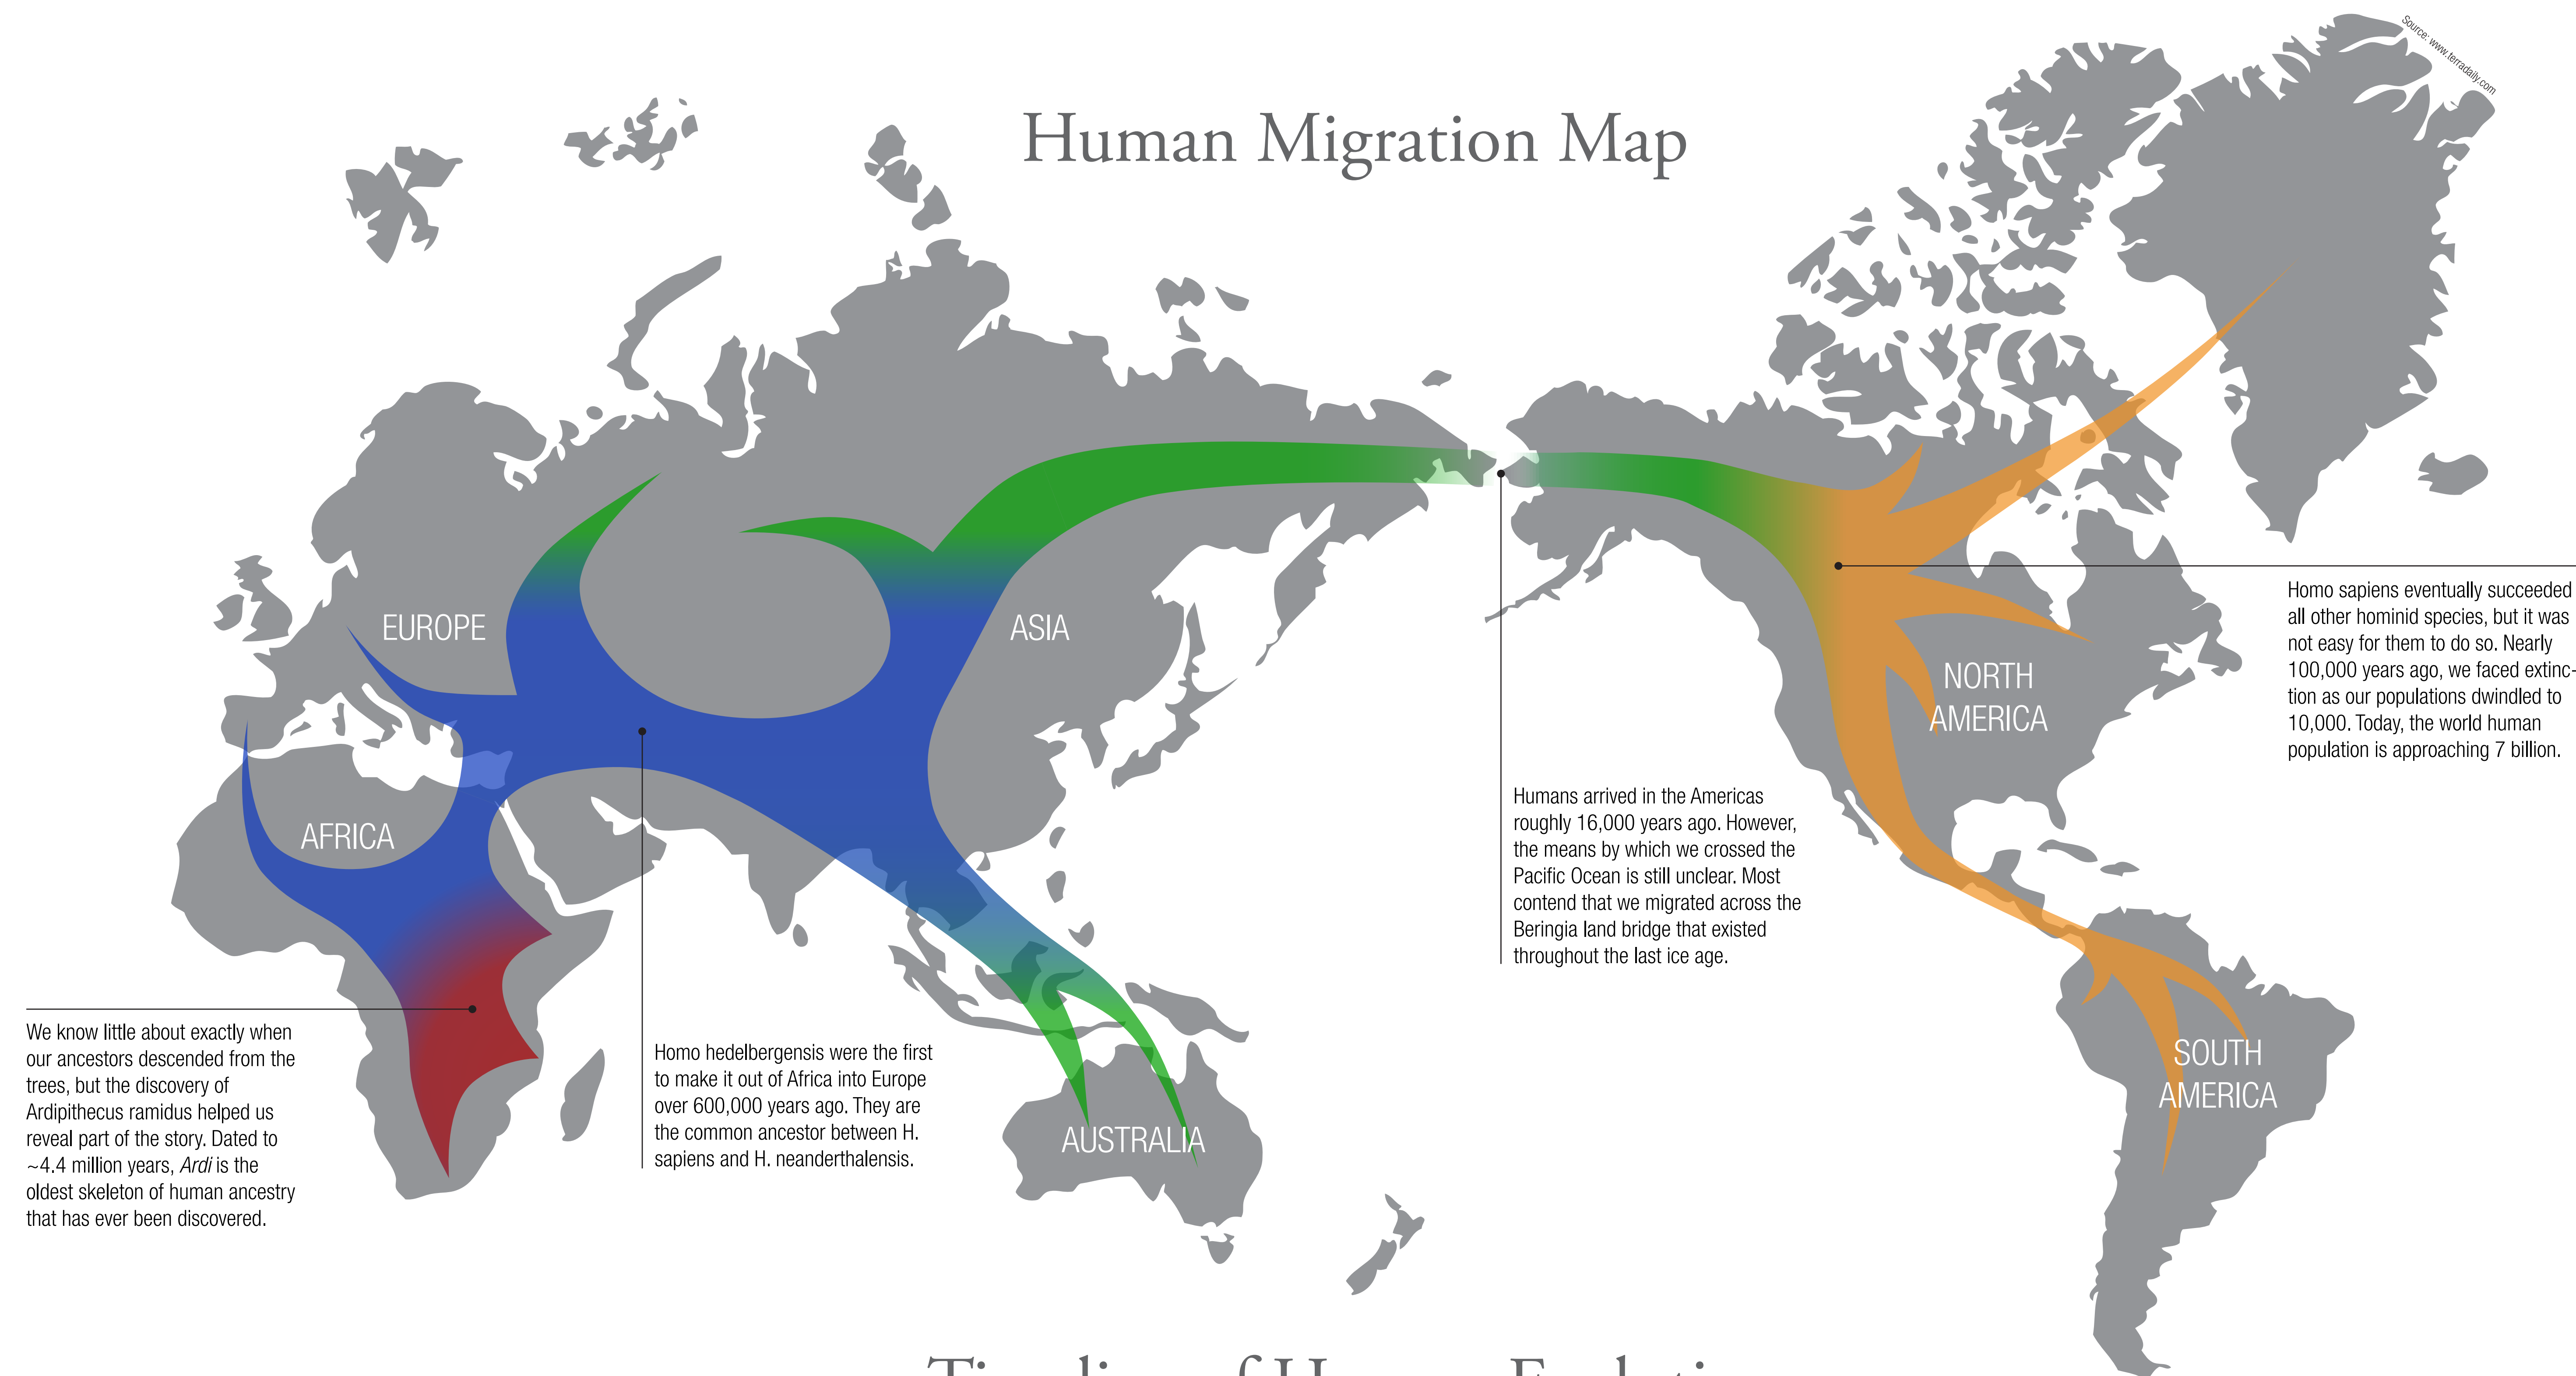 Source: www.terradaily.com
Human Migration Map
EUROPE
ASIA
NORTH
AMERICA
AFRICA
AUSTRALIA
SOUTH
AMERICA
Homo sapiens eventually succeeded
all other hominid species, but it was
not easy for them to do so. Nearly
100,000 years ago, we faced extinc-
tion as our populations dwindled to
10,000. Today, the world human
population is approaching 7 billion.
Humans arrived in the Americas
roughly 16,000 years ago. However,
the means by which we crossed the
Pacific Ocean is still unclear. Most
contend that we migrated across the
Beringia land bridge that existed
throughout the last ice age.
We know little about exactly when
our ancestors descended from the
trees, but the discovery of
Ardipithecus ramidus helped us
reveal part of the story. Dated to
~4.4 million years, Ardi is the
oldest skeleton of human ancestry
that has ever been discovered.
Homo hedelbergensis were the first
to make it out of Africa into Europe
over 600,000 years ago. They are
the common ancestor between H.
sapiens and H. neanderthalensis.